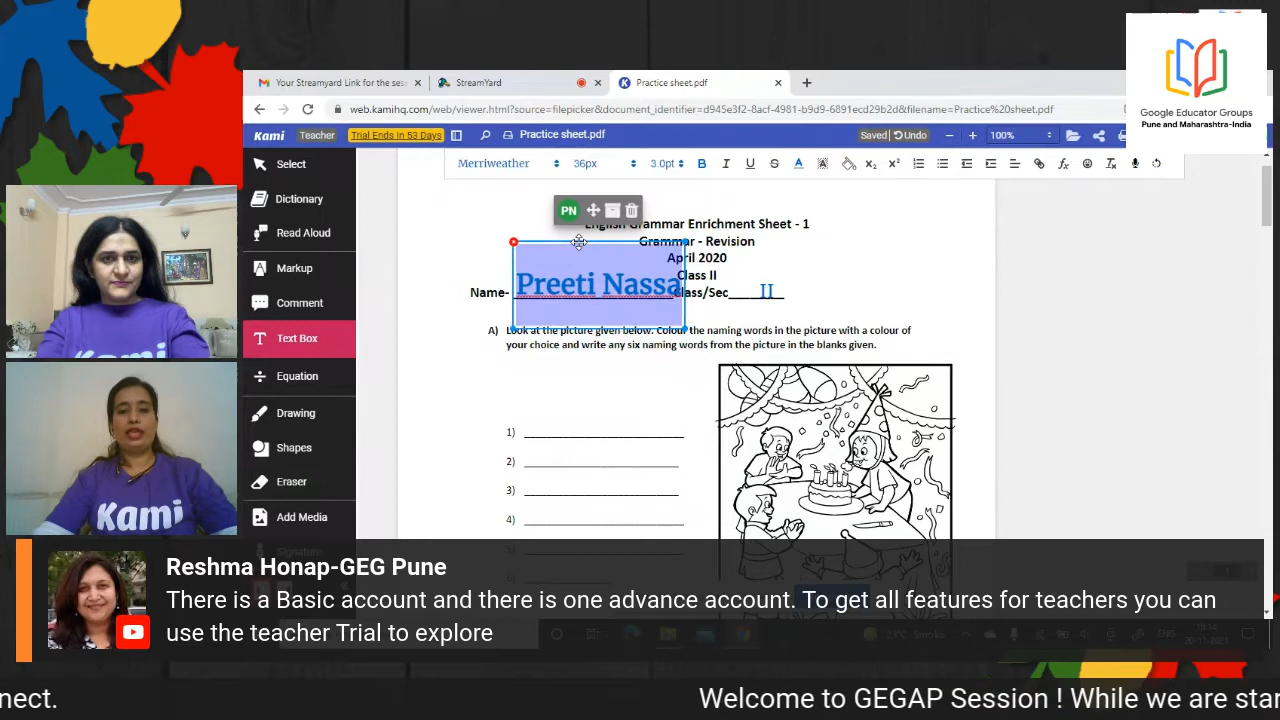 Google Educator Groups
Pune and Maharashtra-India
Your Streamyard Link for the ses
StreamYard
Practice sheet.pdf
web.kamihq.com/web/viewer.html?source=filepicker&document_identifier=d945e3f2-8acf-4981-b9d9-6891ecd29b2d&filename=Practice%20sheet.pdf
Kami Teacher Trial Ends in 53 Days Practice sheet.pdf Saved Undo 100%
Merriweather 36px 3.0pt B I U S A
Select
Dictionary
Read Aloud
Markup
Comment
Text Box
Equation
Drawing
Shapes
Eraser
Add Media
Signature
PN
English Grammar Enrichment Sheet - 1
Grammar - Revision
April 2020
Class II
Name- Preeti Nassa Class/Sec II
A) Look at the picture given below. Colour the naming words in the picture with a colour of
your choice and write any six naming words from the picture in the blanks given.
1)
2)
3)
4)
Kami
Kami
Reshma Honap-GEG Pune
There is a Basic account and there is one advance account. To get all features for teachers you can
use the teacher Trial to explore
23°C Smoke ENG 20-11-2021
nect. Welcome to GEGAP Session ! While we are star